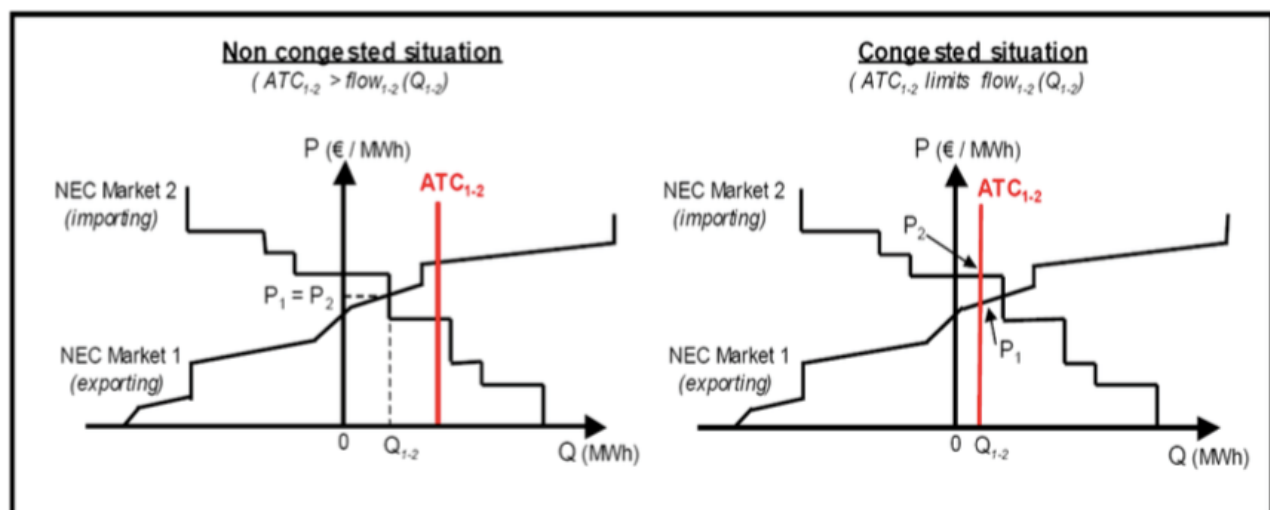 Non congested situation
( ATC1-2 > flow1-2 (Q1-2)
P (€ / MWh)
ATC1-2
NEC Market 2
(importing)
P1 = P2
NEC Market 1
(exporting)
0
Q1-2
Q (MWh)
Congested situation
( ATC1-2 limits flow1-2 (Q1-2)
P (€ / MWh)
ATC1-2
NEC Market 2
(importing)
P2
P1
NEC Market 1
(exporting)
0
Q1-2
Q (MWh)